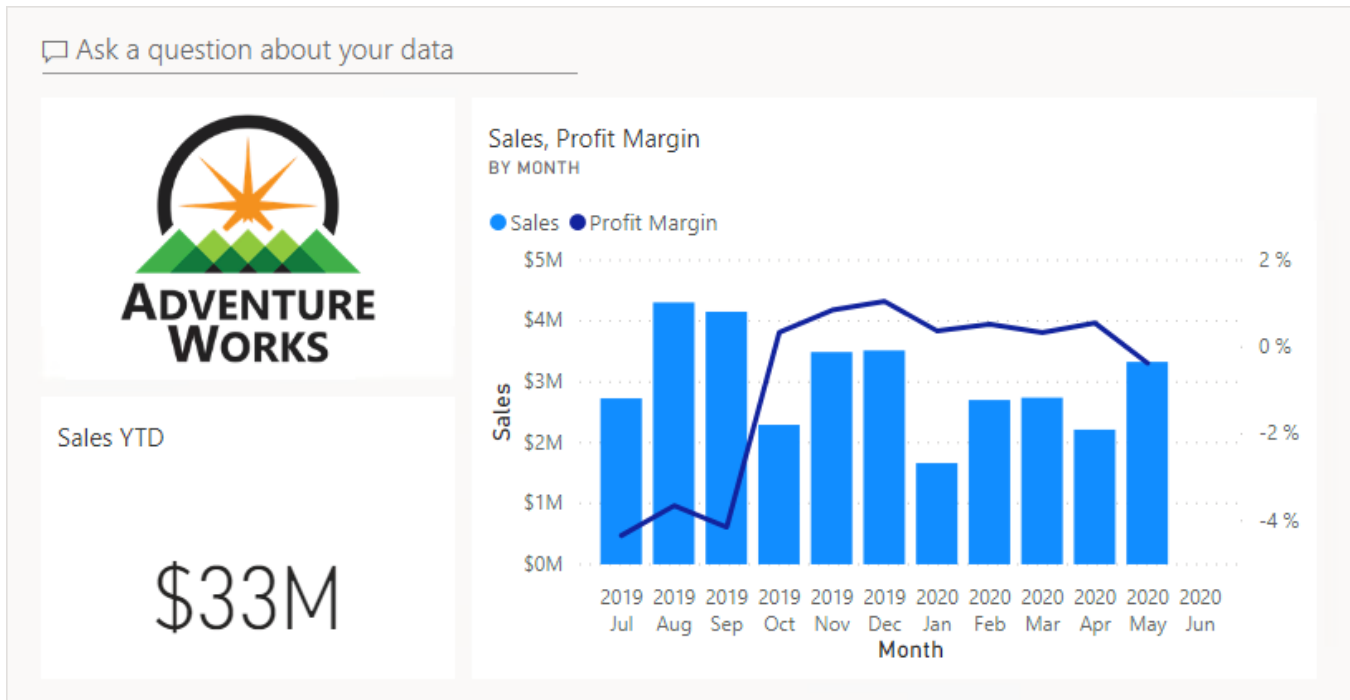 Ask a question about your data
ADVENTURE
WORKS
Sales YTD
$33M
Sales, Profit Margin
BY MONTH
Sales Profit Margin
$5M
$4M
$3M
$2M
$1M
$0M
Sales
2 %
0 %
-2 %
-4 %
2019 2019 2019 2019 2019 2019 2020 2020 2020 2020 2020 2020
Jul Aug Sep Oct Nov Dec Jan Feb Mar Apr May Jun
Month